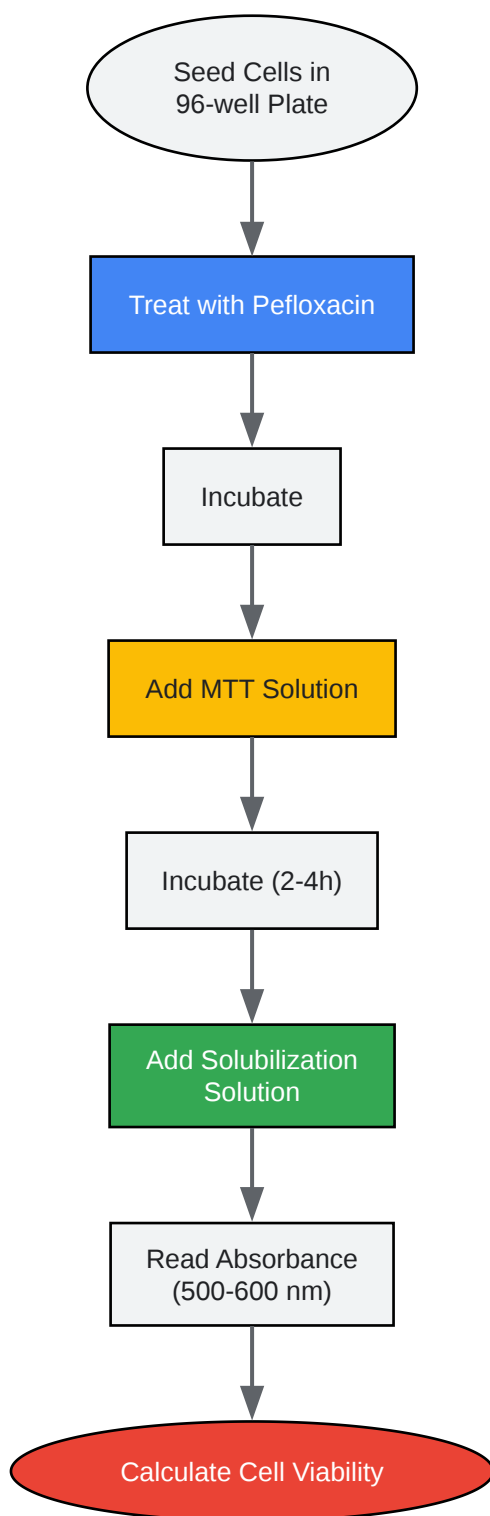 Seed Cells in
96-well Plate
Treat with Pefloxacin
Incubate
Add MTT Solution
Incubate (2-4h)
Add Solubilization
Solution
Read Absorbance
(500-600 nm)
Calculate Cell Viability